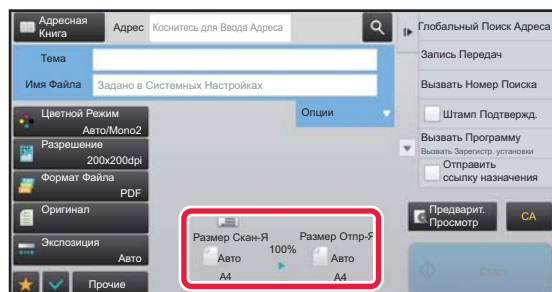 Адресная
Книга
Адрес
Коснитесь для Ввода Адреса
Тема
Имя Файла
Задано в Системных Настройках
Опции
Цветной Режим
Авто/Mono2
Разрешение
200x200dpi
Формат Файла
PDF
Оригинал
Экспозиция
Авто
Прочие
Размер Скан-Я
Авто
A4
100%
Размер Отпр-Я
Авто
A4
Глобальный Поиск Адреса
Запись Передач
Вызвать Номер Поиска
Штамп Подтвержд.
Вызвать Программу
Вызвать Зарегистр. установки
Отправить
ссылку назначения
Предварит.
Просмотр
CA
Старт